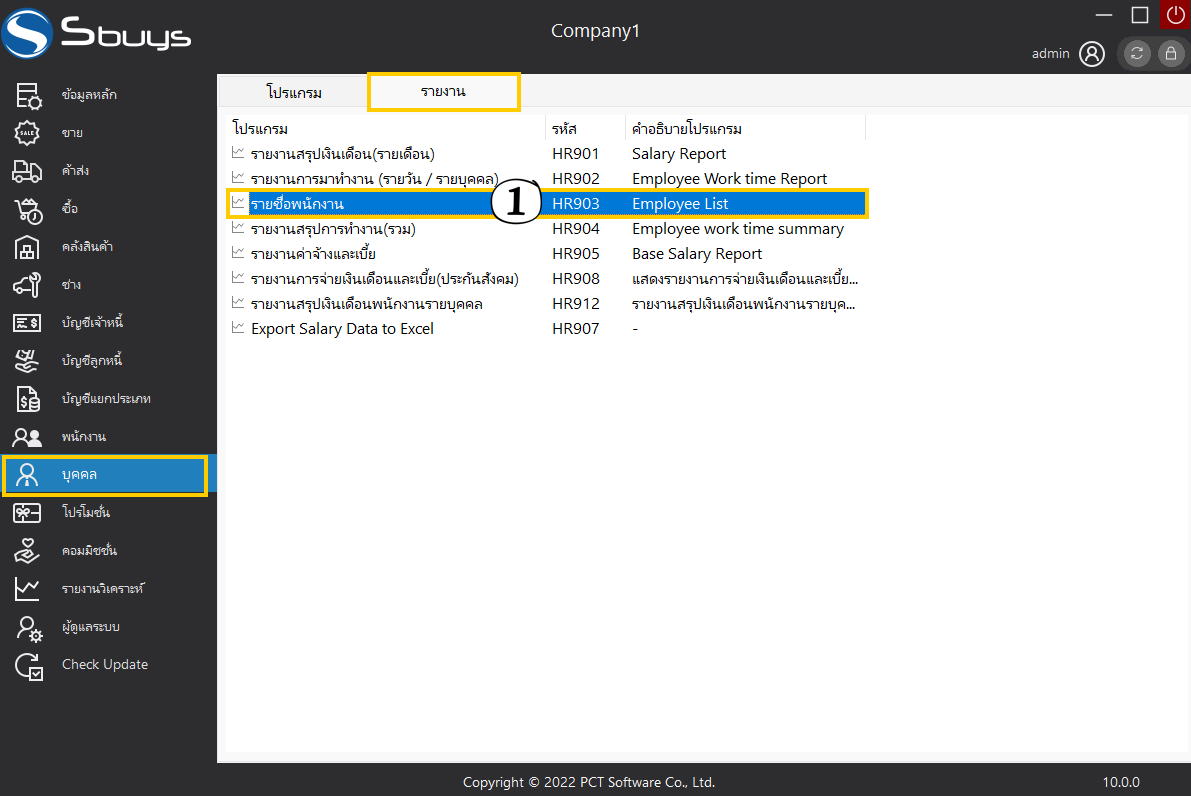 Sbuys
Company1
admin
ข้อมูลหลัก
ขาย
ค้าส่ง
ซื้อ
คลังสินค้า
ช่าง
บัญชีเจ้าหนี้
บัญชีลูกหนี้
บัญชีแยกประเภท
พนักงาน
บุคคล
โปรโมชั่น
คอมมิชชั่น
รายงานวิเคราะห์
ผู้ดูแลระบบ
Check Update
โปรแกรม รายงาน
โปรแกรม รหัส คำอธิบายโปรแกรม
รายงานสรุปเงินเดือน(รายเดือน) HR901 Salary Report
รายงานการมาทำงาน (รายวัน / รายบุคคล) HR902 Employee Work time Report
รายชื่อพนักงาน 1 HR903 Employee List
รายงานสรุปการทำงาน(รวม) HR904 Employee work time summary
รายงานค่าจ้างและเบี้ย HR905 Base Salary Report
รายงานการจ่ายเงินเดือนและเบี้ย(ประกันสังคม) HR908 แสดงรายงานการจ่ายเงินเดือนและเบี้ย...
รายงานสรุปเงินเดือนพนักงานรายบุคคล HR912 รายงานสรุปเงินเดือนพนักงานรายบุค...
Export Salary Data to Excel HR907 -
Copyright © 2022 PCT Software Co., Ltd.
10.0.0